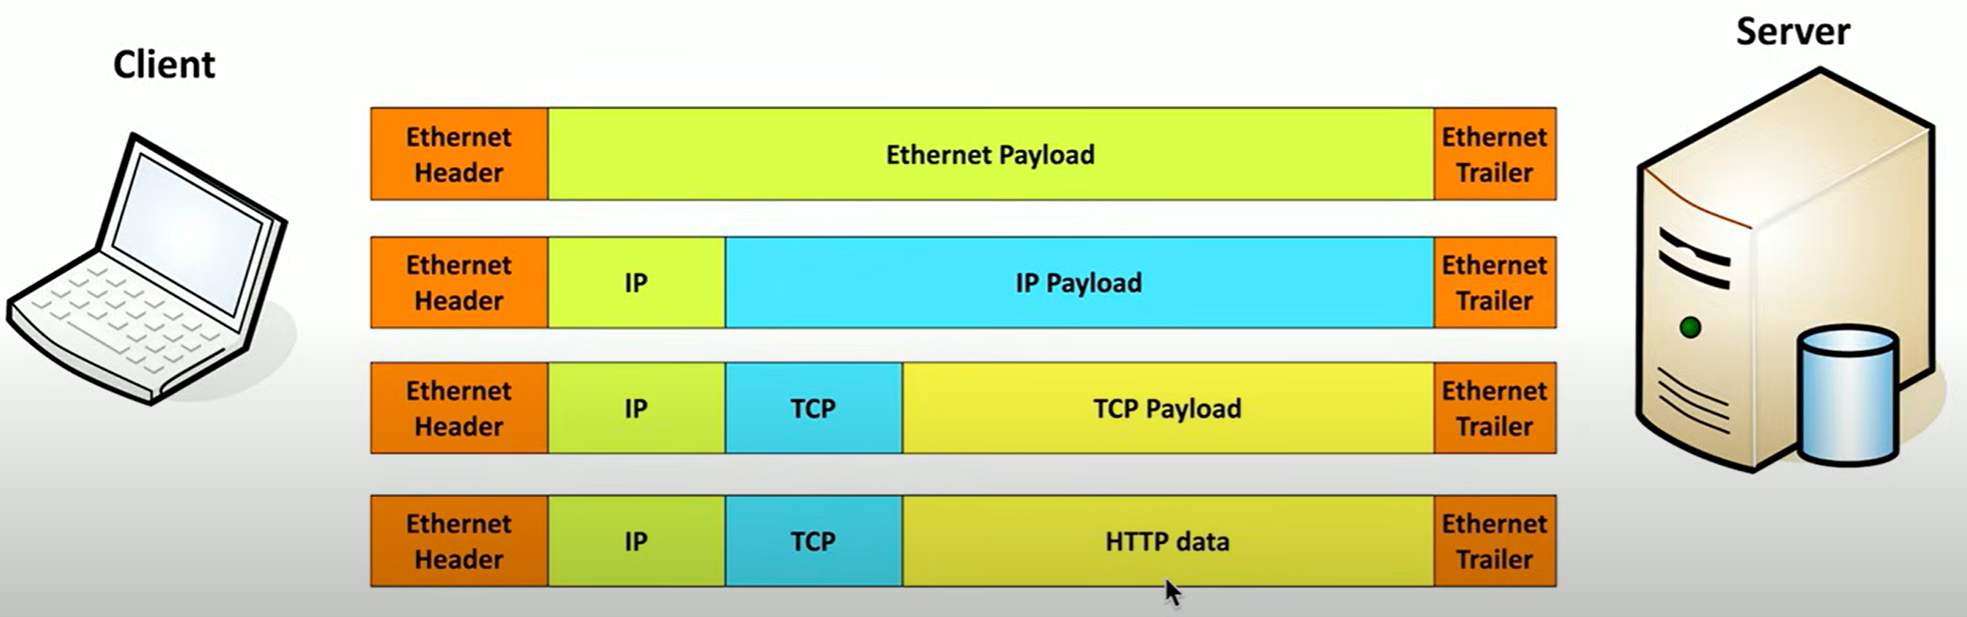 Client
Server
Ethernet
Header
Ethernet Payload
Ethernet
Trailer
Ethernet
Header
IP
IP Payload
Ethernet
Trailer
Ethernet
Header
IP
TCP
TCP Payload
Ethernet
Trailer
Ethernet
Header
IP
TCP
HTTP data
Ethernet
Trailer